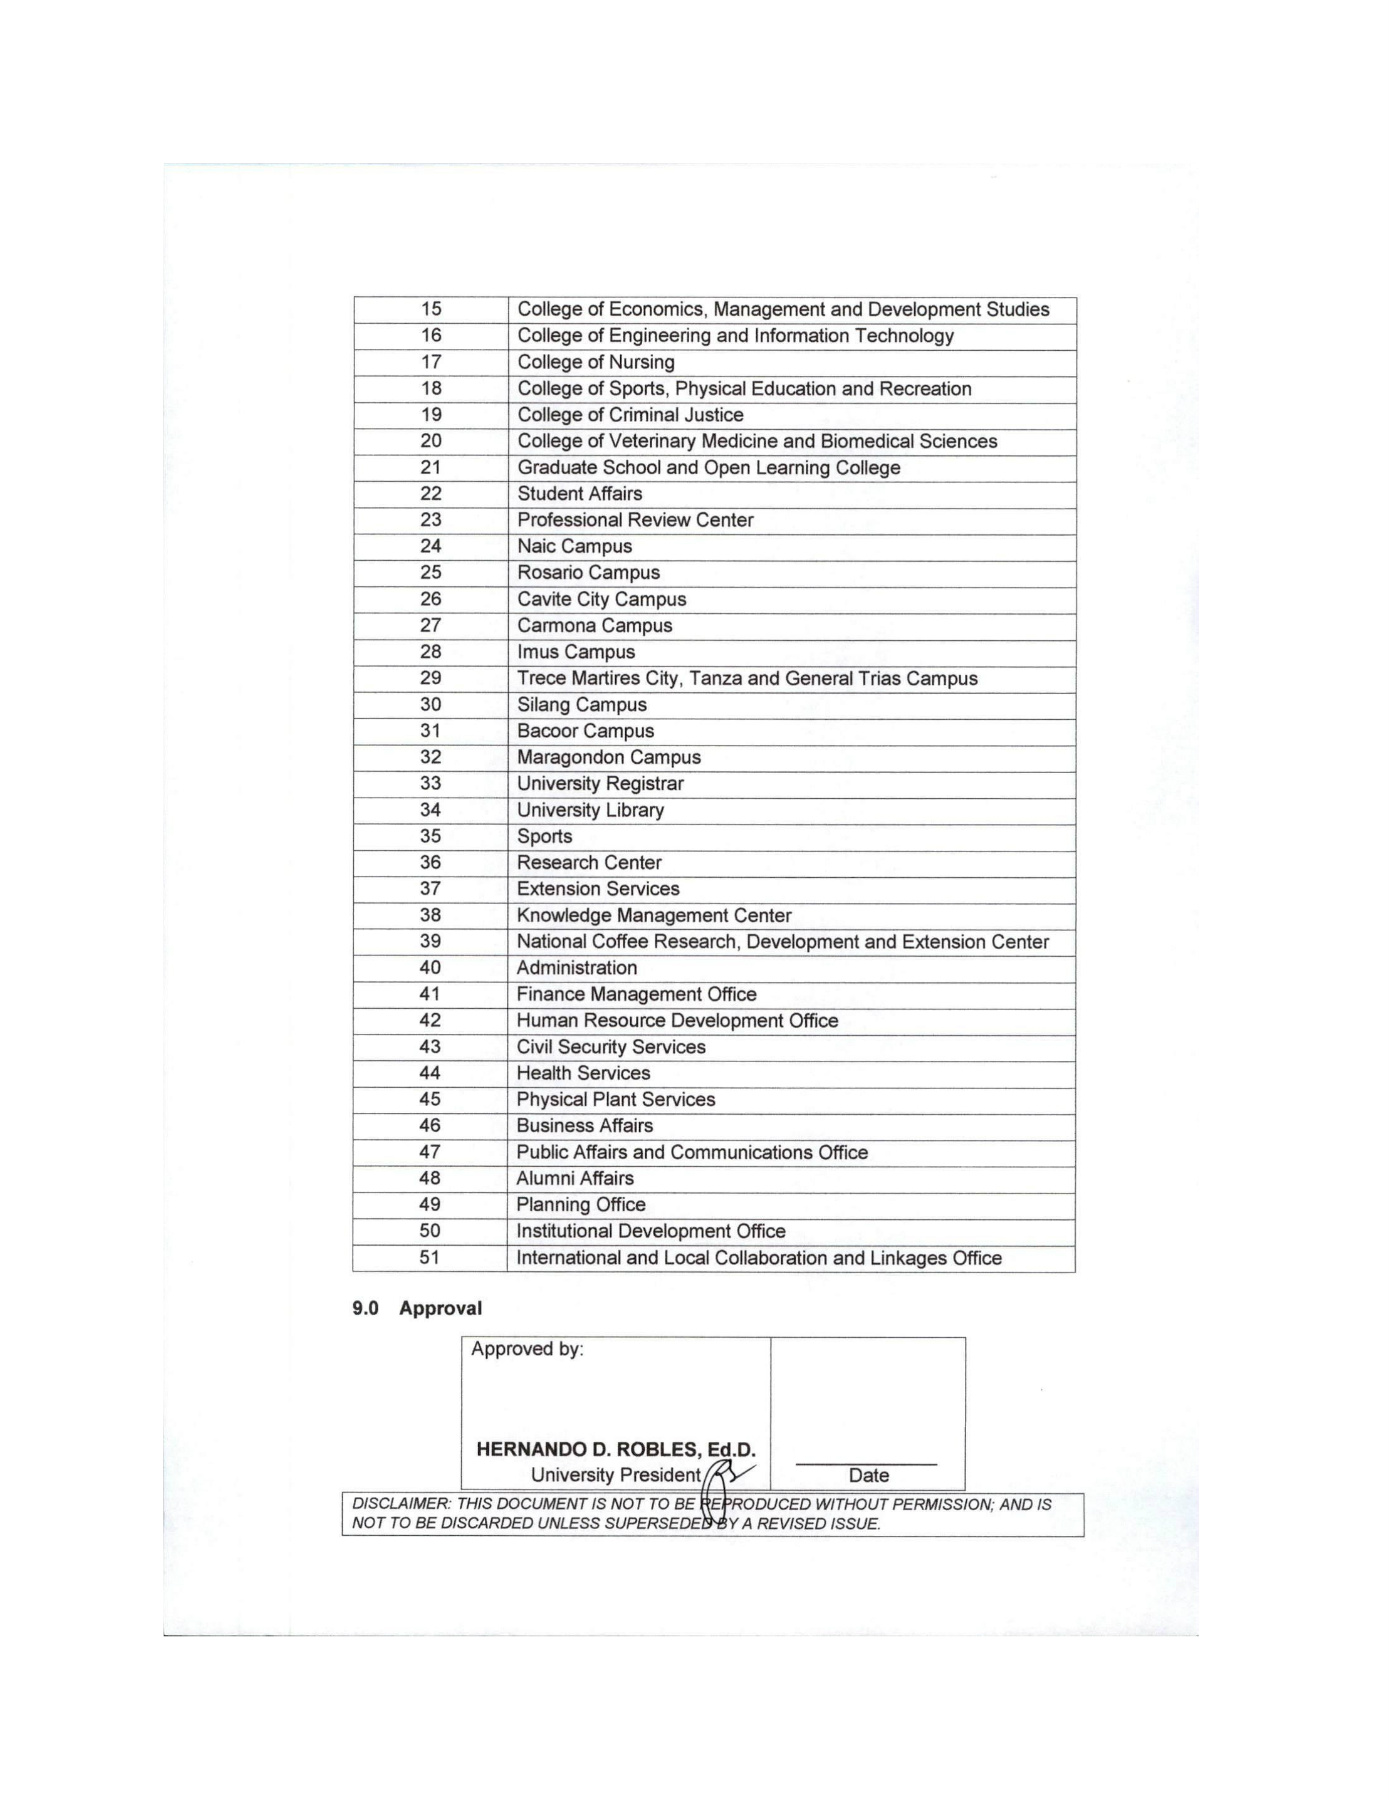 15 College of Economics, Management and Development Studies
16 College of Engineering and Information Technology
17 College of Nursing
18 College of Sports, Physical Education and Recreation
19 College of Criminal Justice
20 College of Veterinary Medicine and Biomedical Sciences
21 Graduate School and Open Learning College
22 Student Affairs
23 Professional Review Center
24 Naic Campus
25 Rosario Campus
26 Cavite City Campus
27 Carmona Campus
28 Imus Campus
29 Trece Martires City, Tanza and General Trias Campus
30 Silang Campus
31 Bacoor Campus
32 Maragondon Campus
33 University Registrar
34 University Library
35 Sports
36 Research Center
37 Extension Services
38 Knowledge Management Center
39 National Coffee Research, Development and Extension Center
40 Administration
41 Finance Management Office
42 Human Resource Development Office
43 Civil Security Services
44 Health Services
45 Physical Plant Services
46 Business Affairs
47 Public Affairs and Communications Office
48 Alumni Affairs
49 Planning Office
50 Institutional Development Office
51 International and Local Collaboration and Linkages Office
9.0 Approval
Approved by:
HERNANDO D. ROBLES, Ed.D.
University President
Date
DISCLAIMER: THIS DOCUMENT IS NOT TO BE REPRODUCED WITHOUT PERMISSION; AND IS
NOT TO BE DISCARDED UNLESS SUPERSEDED BY A REVISED ISSUE.